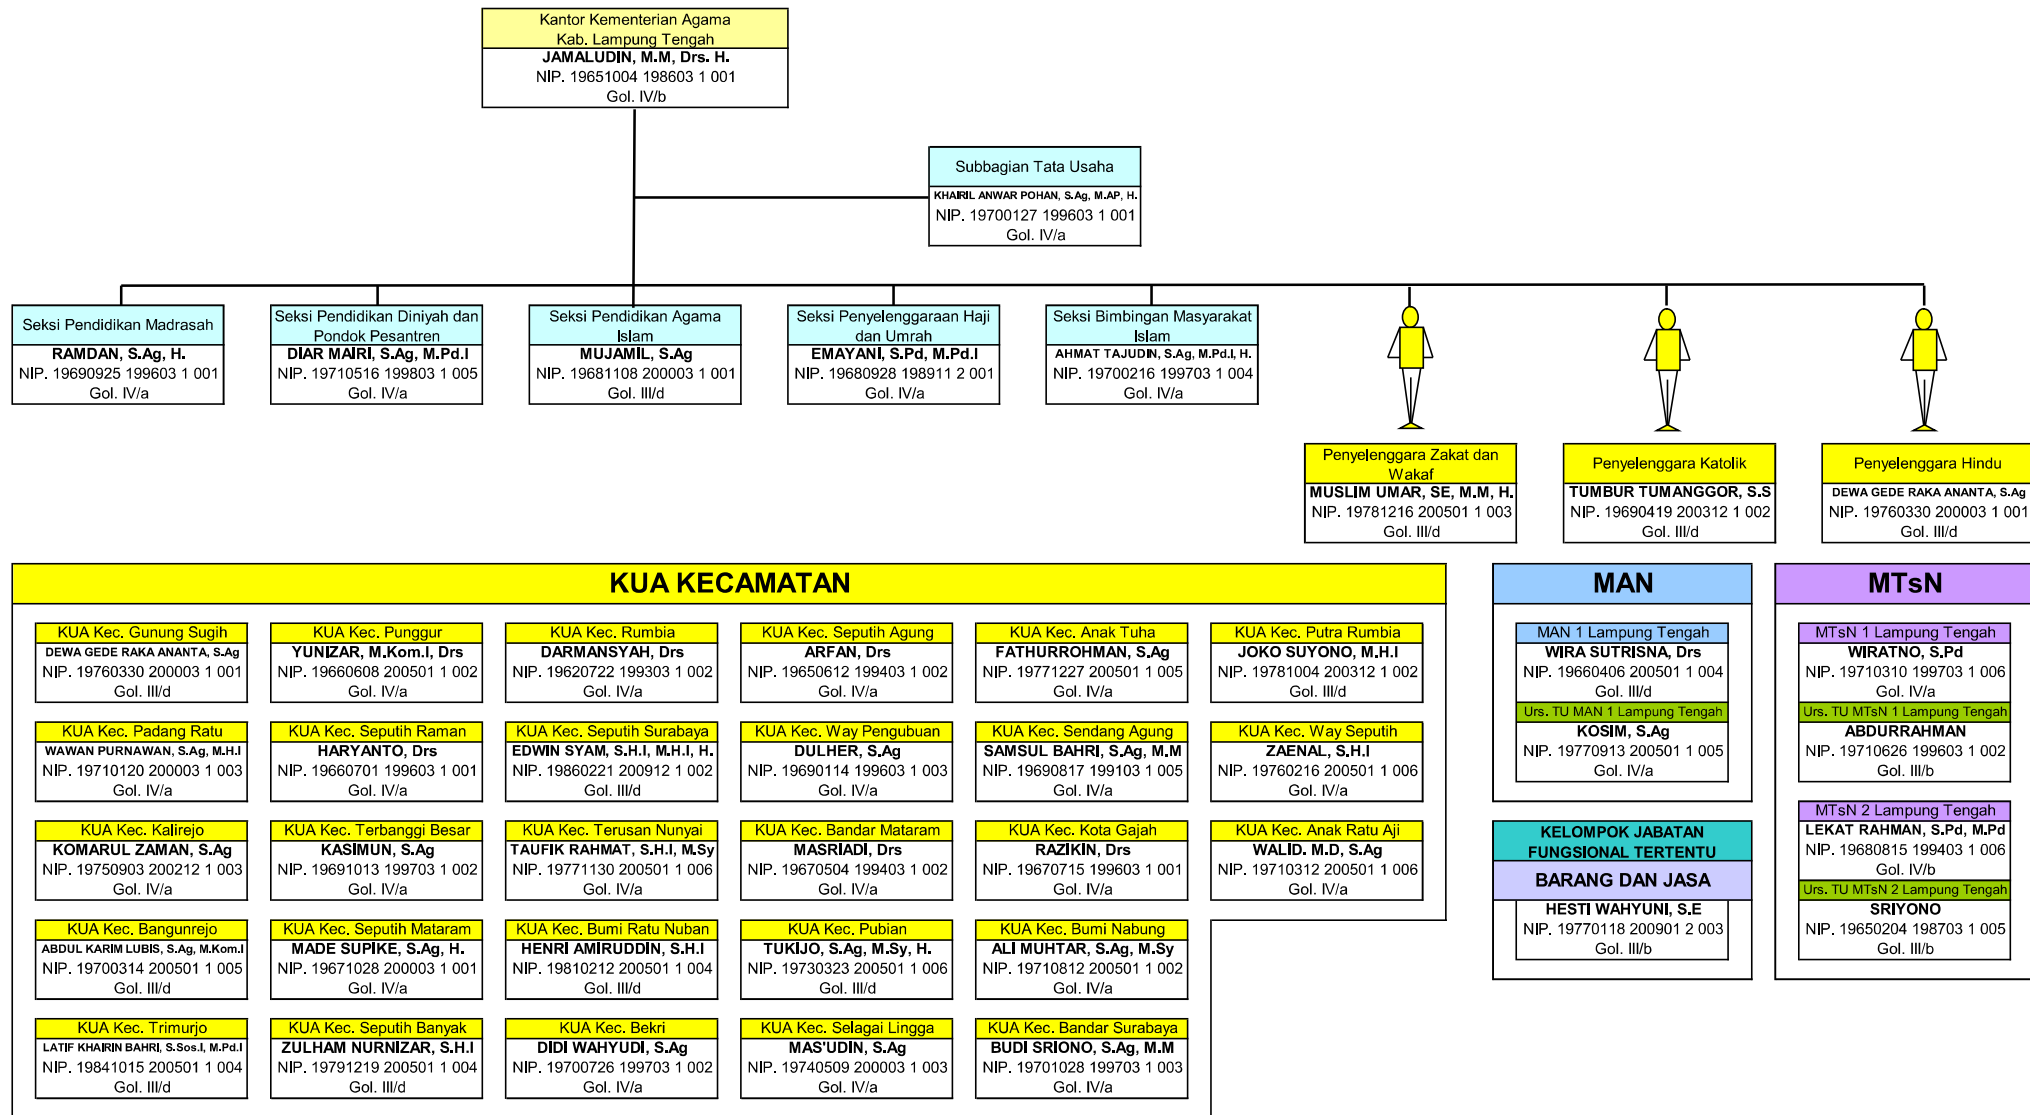 Kantor Kementerian Agama
Kab. Lampung Tengah
JAMALUDIN, M.M, Drs. H.
NIP. 19651004 198603 1 001
Gol. IV/b
Subbagian Tata Usaha
KHAIRIL ANWAR POHAN, S.Ag, M.AP, H.
NIP. 19700127 199603 1 001
Gol. IV/a
Seksi Pendidikan Madrasah
RAMDAN, S.Ag, H.
NIP. 19690925 199603 1 001
Gol. IV/a
Seksi Pendidikan Diniyah dan
Pondok Pesantren
DIAR MAIRI, S.Ag, M.Pd.I
NIP. 19710516 199803 1 005
Gol. IV/a
Seksi Pendidikan Agama
Islam
MUJAMIL, S.Ag
NIP. 19681108 200003 1 001
Gol. III/d
Seksi Penyelenggaraan Haji
dan Umrah
EMAYANI, S.Pd, M.Pd.I
NIP. 19680928 198911 2 001
Gol. IV/a
Seksi Bimbingan Masyarakat
Islam
AHMAT TAJUDIN, S.Ag, M.Pd.I, H.
NIP. 19700216 199703 1 004
Gol. IV/a
Penyelenggara Zakat dan
Wakaf
MUSLIM UMAR, SE, M.M, H.
NIP. 19781216 200501 1 003
Gol. III/d
Penyelenggara Katolik
TUMBUR TUMANGGOR, S.S
NIP. 19690419 200312 1 002
Gol. III/d
Penyelenggara Hindu
DEWA GEDE RAKA ANANTA, S.Ag
NIP. 19760330 200003 1 001
Gol. III/d
KUA KECAMATAN
KUA Kec. Gunung Sugih
DEWA GEDE RAKA ANANTA, S.Ag
NIP. 19760330 200003 1 001
Gol. III/d
KUA Kec. Punggur
YUNIZAR, M.Kom.I, Drs
NIP. 19660608 200501 1 002
Gol. IV/a
KUA Kec. Rumbia
DARMANSYAH, Drs
NIP. 19620722 199303 1 002
Gol. IV/a
KUA Kec. Seputih Agung
ARFAN, Drs
NIP. 19650612 199403 1 002
Gol. IV/a
KUA Kec. Anak Tuha
FATHURROHMAN, S.Ag
NIP. 19771227 200501 1 005
Gol. IV/a
KUA Kec. Putra Rumbia
JOKO SUYONO, M.H.I
NIP. 19781004 200312 1 002
Gol. III/d
KUA Kec. Padang Ratu
WAWAN PURNAWAN, S.Ag, M.H.I
NIP. 19710120 200003 1 003
Gol. IV/a
KUA Kec. Seputih Raman
HARYANTO, Drs
NIP. 19660701 199603 1 001
Gol. IV/a
KUA Kec. Seputih Surabaya
EDWIN SYAM, S.H.I, M.H.I, H.
NIP. 19860221 200912 1 002
Gol. III/d
KUA Kec. Way Pengubuan
DULHER, S.Ag
NIP. 19690114 199603 1 003
Gol. IV/a
KUA Kec. Sendang Agung
SAMSUL BAHRI, S.Ag, M.M
NIP. 19690817 199103 1 005
Gol. IV/a
KUA Kec. Way Seputih
ZAENAL, S.H.I
NIP. 19760216 200501 1 006
Gol. IV/a
KUA Kec. Kalirejo
KOMARUL ZAMAN, S.Ag
NIP. 19750903 200212 1 003
Gol. IV/a
KUA Kec. Terbanggi Besar
KASIMUN, S.Ag
NIP. 19691013 199703 1 002
Gol. IV/a
KUA Kec. Terusan Nunyai
TAUFIK RAHMAT, S.H.I, M.Sy
NIP. 19771130 200501 1 006
Gol. IV/a
KUA Kec. Bandar Mataram
MASRIADI, Drs
NIP. 19670504 199403 1 002
Gol. IV/a
KUA Kec. Kota Gajah
RAZIKIN, Drs
NIP. 19670715 199603 1 001
Gol. IV/a
KUA Kec. Anak Ratu Aji
WALID. M.D, S.Ag
NIP. 19710312 200501 1 006
Gol. IV/a
KUA Kec. Bangunrejo
ABDUL KARIM LUBIS, S.Ag, M.Kom.I
NIP. 19700314 200501 1 005
Gol. III/d
KUA Kec. Seputih Mataram
MADE SUPIKE, S.Ag, H.
NIP. 19671028 200003 1 001
Gol. IV/a
KUA Kec. Bumi Ratu Nuban
HENRI AMIRUDDIN, S.H.I
NIP. 19810212 200501 1 004
Gol. III/d
KUA Kec. Pubian
TUKIJO, S.Ag, M.Sy, H.
NIP. 19730323 200501 1 006
Gol. III/d
KUA Kec. Bumi Nabung
ALI MUHTAR, S.Ag, M.Sy
NIP. 19710812 200501 1 002
Gol. IV/a
KUA Kec. Trimurjo
LATIF KHAIRIN BAHRI, S.Sos.I, M.Pd.I
NIP. 19841015 200501 1 004
Gol. III/d
KUA Kec. Seputih Banyak
ZULHAM NURNIZAR, S.H.I
NIP. 19791219 200501 1 004
Gol. III/d
KUA Kec. Bekri
DIDI WAHYUDI, S.Ag
NIP. 19700726 199703 1 002
Gol. IV/a
KUA Kec. Selagai Lingga
MAS'UDIN, S.Ag
NIP. 19740509 200003 1 003
Gol. IV/a
KUA Kec. Bandar Surabaya
BUDI SRIONO, S.Ag, M.M
NIP. 19701028 199703 1 003
Gol. IV/a
MAN
MAN 1 Lampung Tengah
WIRA SUTRISNA, Drs
NIP. 19660406 200501 1 004
Gol. III/d
Urs. TU MAN 1 Lampung Tengah
KOSIM, S.Ag
NIP. 19770913 200501 1 005
Gol. IV/a
KELOMPOK JABATAN
FUNGSIONAL TERTENTU
BARANG DAN JASA
HESTI WAHYUNI, S.E
NIP. 19770118 200901 2 003
Gol. III/b
MTsN
MTsN 1 Lampung Tengah
WIRATNO, S.Pd
NIP. 19710310 199703 1 006
Gol. IV/a
Urs. TU MTsN 1 Lampung Tengah
ABDURRAHMAN
NIP. 19710626 199603 1 002
Gol. III/b
MTsN 2 Lampung Tengah
LEKAT RAHMAN, S.Pd, M.Pd
NIP. 19680815 199403 1 006
Gol. IV/b
Urs. TU MTsN 2 Lampung Tengah
SRIYONO
NIP. 19650204 198703 1 005
Gol. III/b